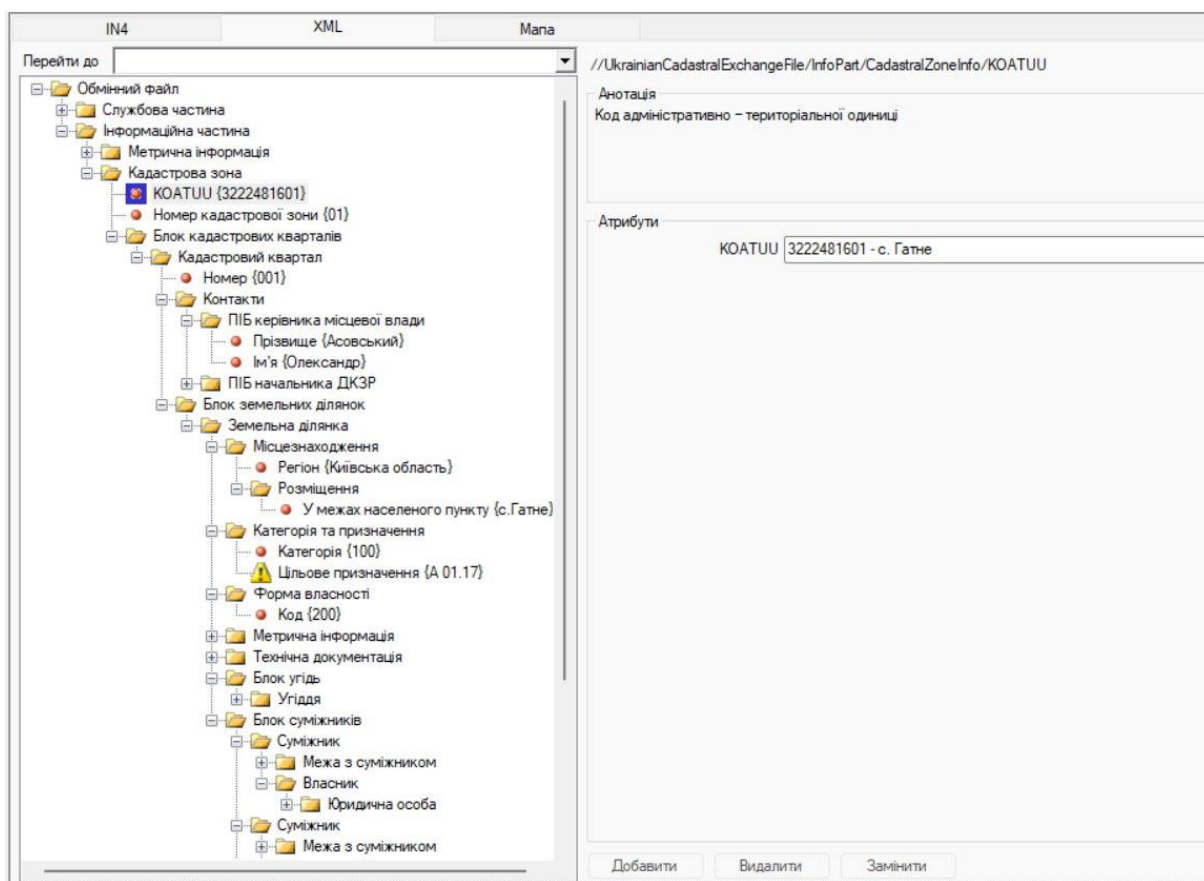 IN4
XML
Мапа
Перейти до
Обмінний файл
Службова частина
Інформаційна частина
Метрична інформація
Кадастрова зона
KOATUU {3222481601}
Номер кадастрової зони {01}
Блок кадастрових кварталів
Кадастровий квартал
Номер {001}
Контакти
ПІБ керівника місцевої влади
Прізвище {Асовський}
Ім'я {Олександр}
ПІБ начальника ДКЗР
Блок земельних ділянок
Земельна ділянка
Місцезнаходження
Регіон {Київська область}
Розміщення
У межах населеного пункту {с.Гатне}
Категорія та призначення
Категорія {100}
Цільове призначення {А 01.17}
Форма власності
Код {200}
Метрична інформація
Технічна документація
Блок угідь
Угіддя
Блок суміжників
Суміжник
Межа з суміжником
Власник
Юридична особа
Суміжник
Межа з суміжником
//UkrainianCadastralExchangeFile/InfoPart/CadastralZoneInfo/KOATUU
Анотація
Код адміністративно – територіальної одиниці
Атрибути
KOATUU 3222481601 - с. Гатне
Добавити Видалити Замінити